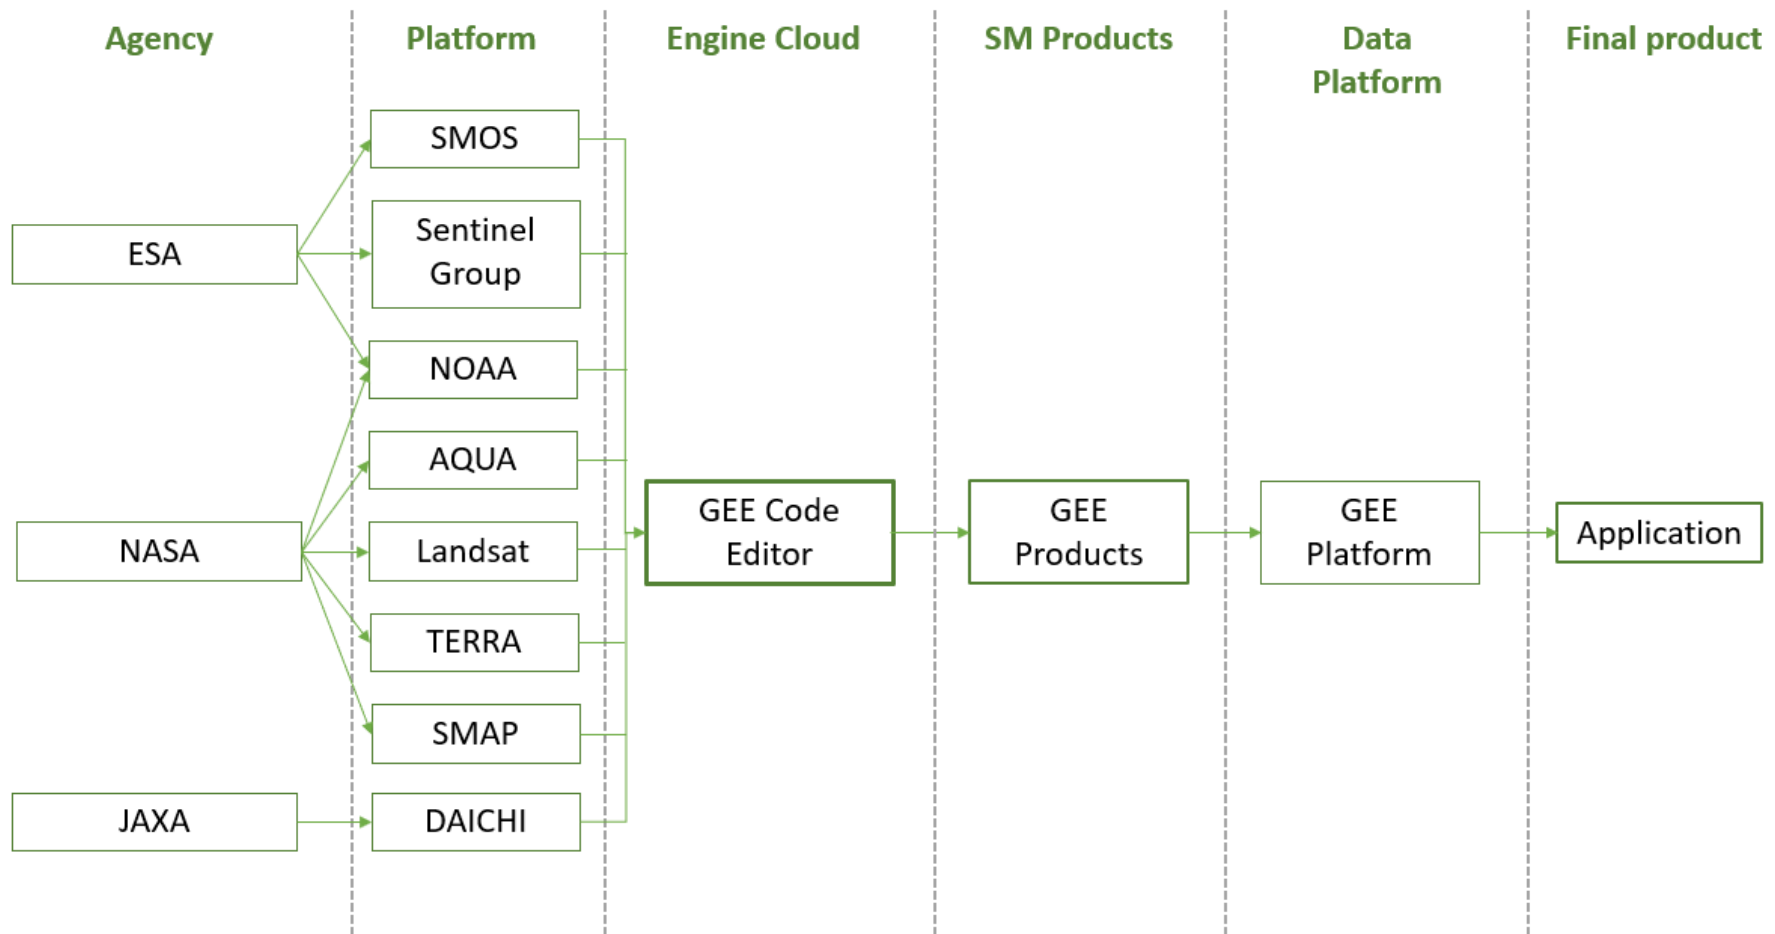 Agency
Platform
Engine Cloud
SM Products
Data
Platform
Final product
SMOS
Sentinel
Group
ESA
NOAA
AQUA
GEE Code
Editor
GEE
Products
GEE
Platform
Application
NASA
Landsat
TERRA
SMAP
JAXA
DAICHI